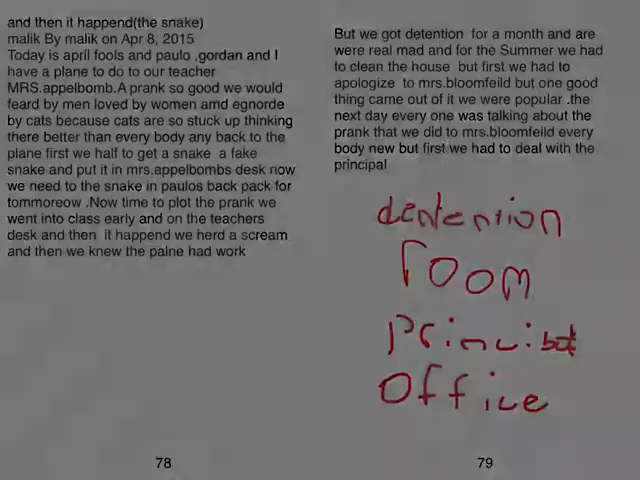 and then it happend(the snake)
malik By malik on Apr 8, 2015
Today is april fools and paulo .gordan and I
have a plane to do to our teacher
MRS.appelbomb.A prank so good we would
feard by men loved by women amd egnorde
by cats because cats are so stuck up thinking
there better than every body any back to the
plane first we half to get a snake  a fake
snake and put it in mrs.appelbombs desk now
we need to the snake in paulos back pack for
tommoreow .Now time to plot the prank we
went into class early and on the teachers
desk and then  it happend we herd a scream
and then we knew the palne had work
78
But we got detention  for a month and are
were real mad and for the Summer we had
to clean the house  but first we had to
apologize  to mrs.bloomfeild but one good
thing came out of it we were popular .the
next day every one was talking about the
prank that we did to mrs.bloomfeild every
body new but first we had to deal with the
principal
detention
room
office
79